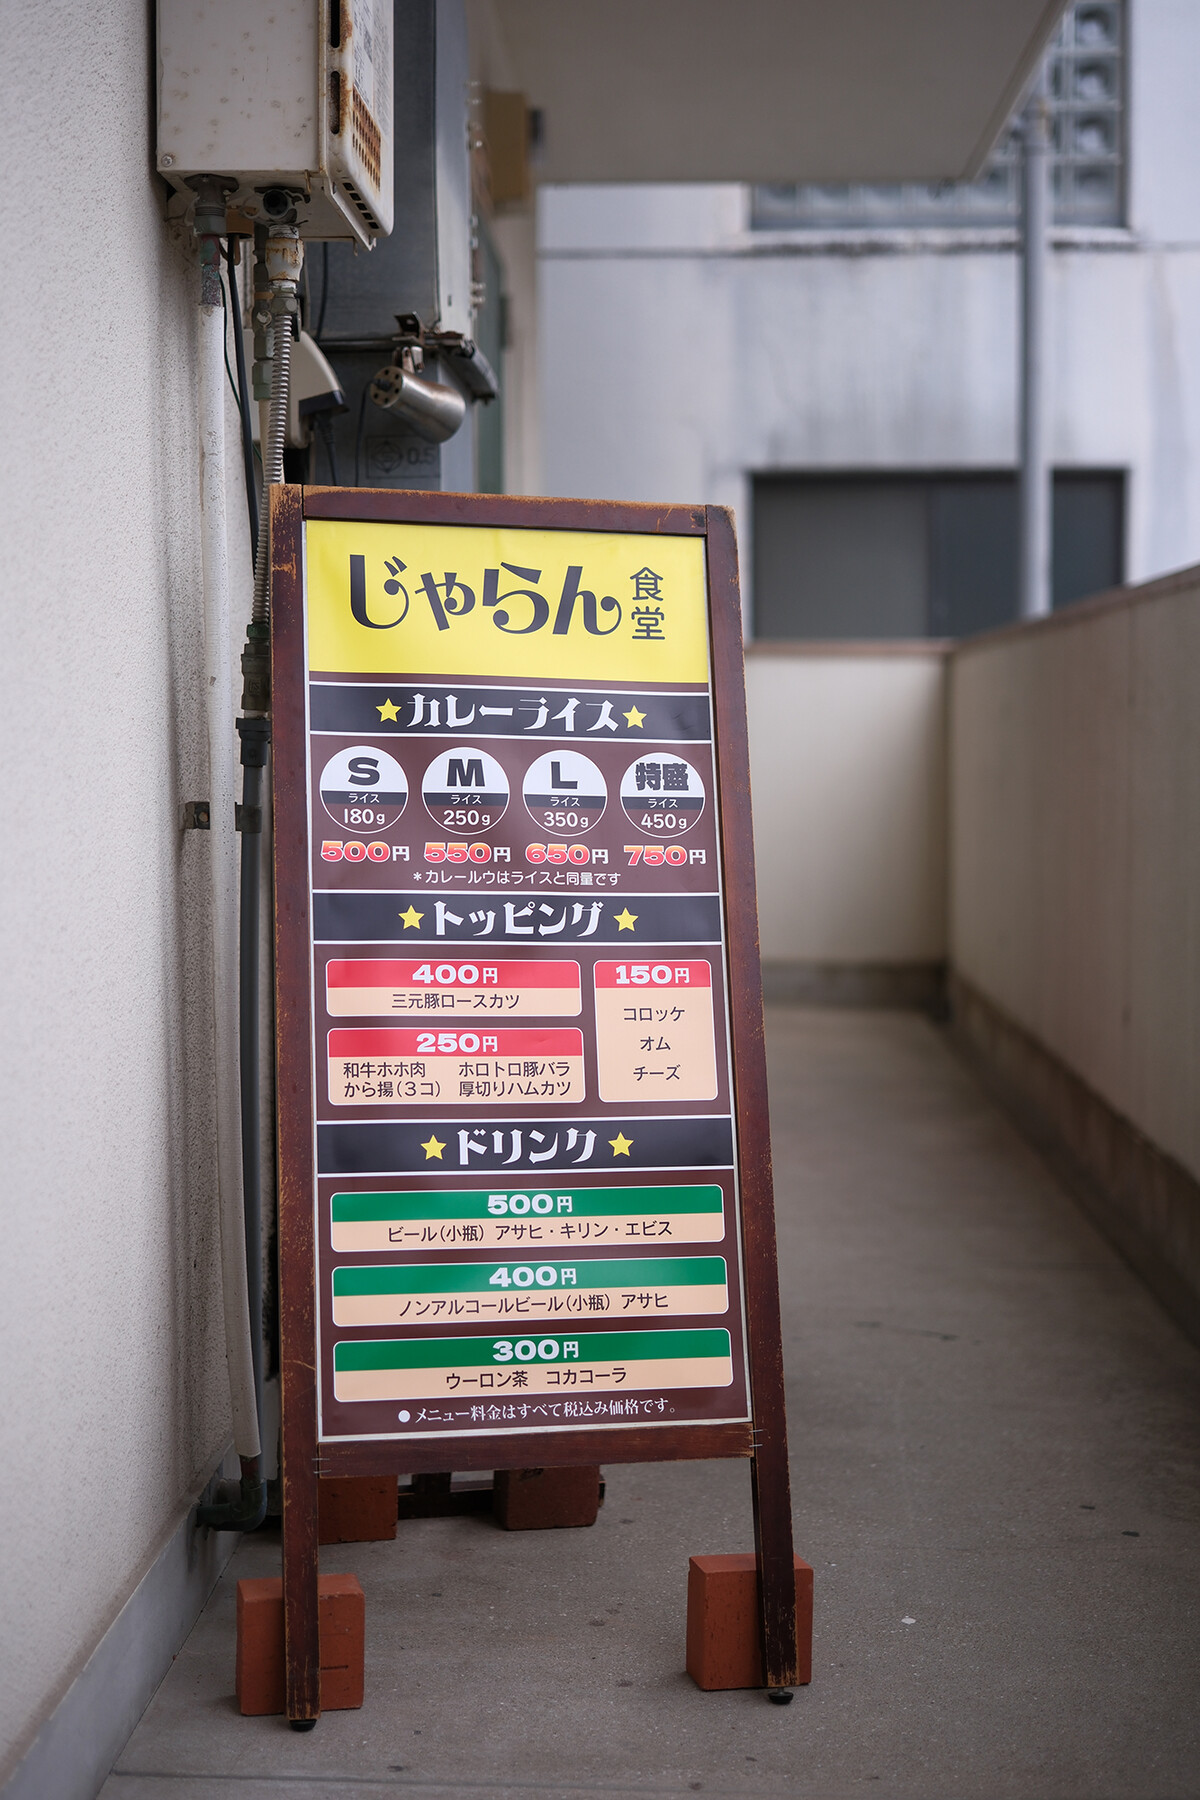 じゃらん食堂
★カレーライス★
S ライス 180g
M ライス 250g
L ライス 350g
特盛 ライス 450g
500円 550円 650円 750円
*カレールウはライスと同量です
★トッピング★
400円
三元豚ロースカツ
250円
和牛ホホ肉 ホロトロ豚バラ
から揚(3コ) 厚切りハムカツ
150円
コロッケ
オム
チーズ
★ドリンク★
500円
ビール(小瓶) アサヒ・キリン・エビス
400円
ノンアルコールビール(小瓶) アサヒ
300円
ウーロン茶 コカコーラ
●メニュー料金はすべて税込み価格です。
0.5